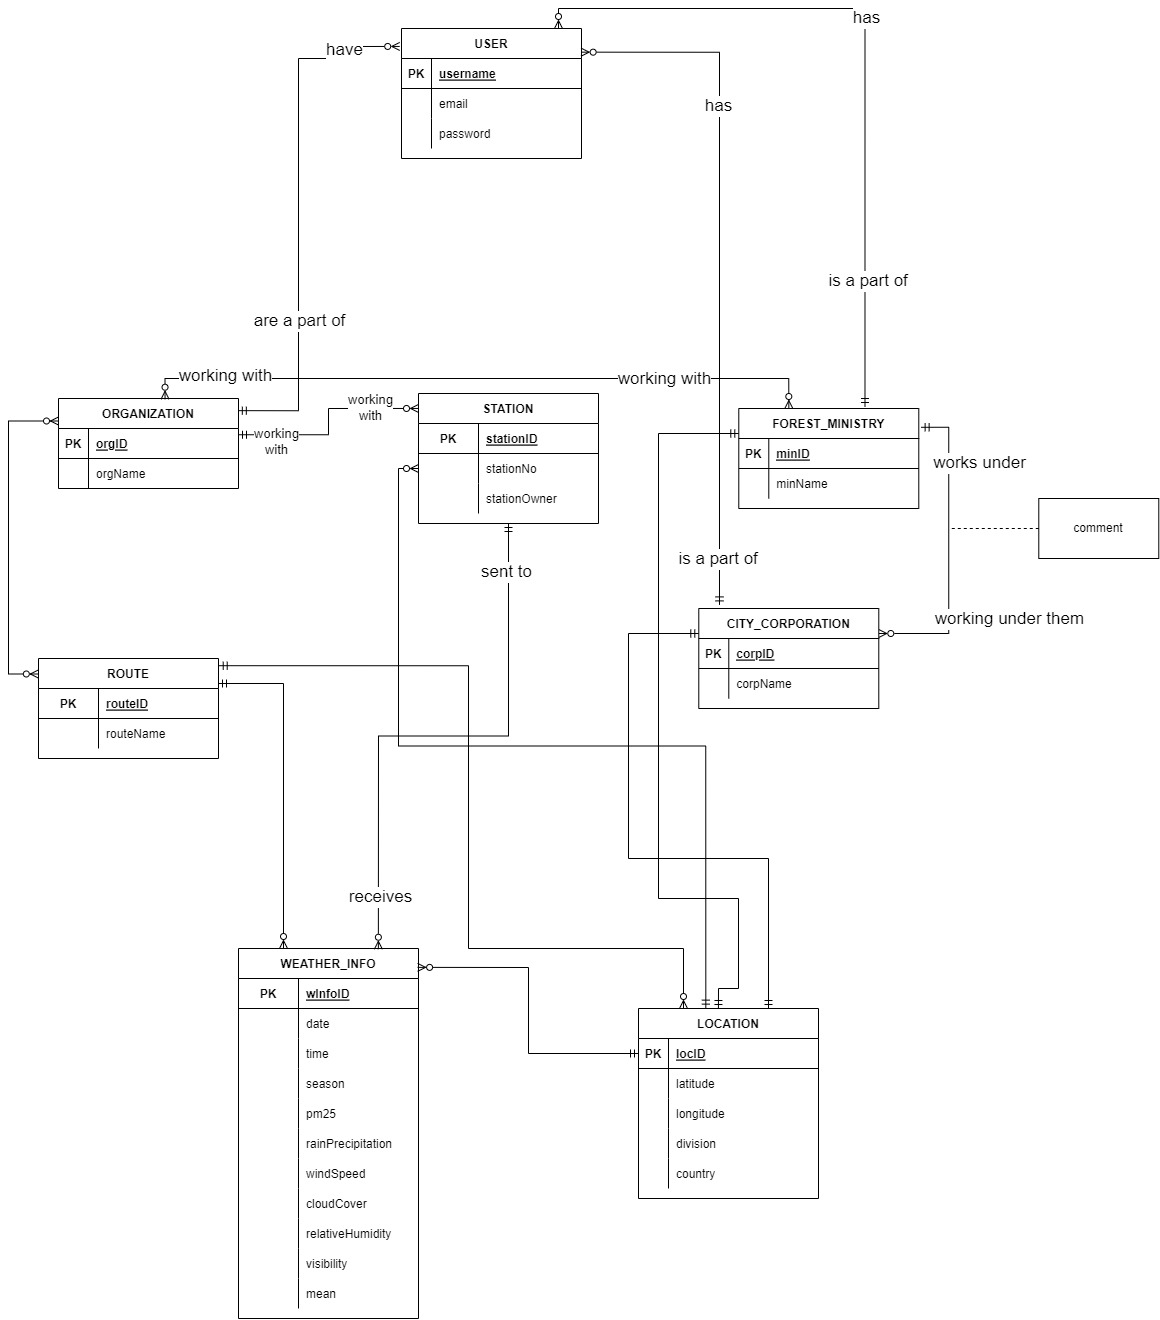 has
USER
have
PK username
email
has
password
is a part of
are a part of
working with
working with
working
with
ORGANIZATION
STATION
FOREST_MINISTRY
working
with
PK orgID
PK stationID
PK minID
works under
orgName
stationNo
minName
stationOwner
comment
is a part of
sent to
working under them
CITY_CORPORATION
PK corpID
ROUTE
corpName
PK routeID
routeName
receives
WEATHER_INFO
PK wInfoID
date
LOCATION
time
PK locID
season
latitude
pm25
longitude
rainPrecipitation
division
windSpeed
country
cloudCover
relativeHumidity
visibility
mean